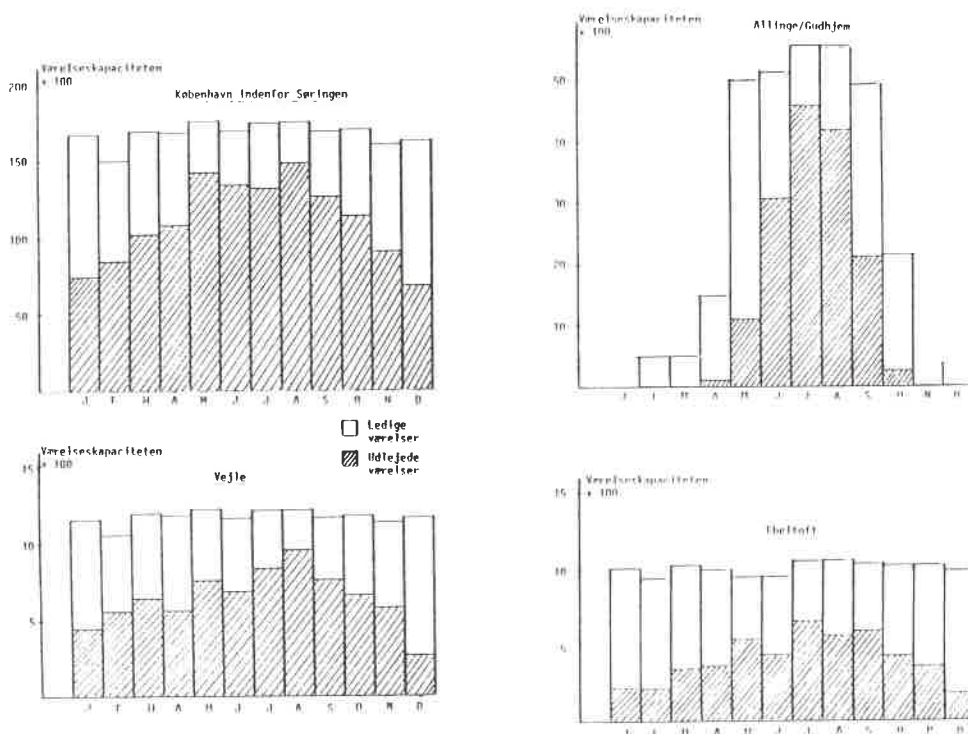 Værelseskapaciteten
x 100
København indenfor Søringen
200
150
100
50
J F M A M J J A S O N D
Værelseskapaciteten
x 100
Allinge/Gudhjem
50
40
30
20
10
J F M A M J J A S O N D
Ledige
værelser
Udlejede
værelser
Værelseskapaciteten
x 100
Vejle
15
10
5
J F M A M J J A S O N D
Værelseskapaciteten
x 100
Ebeltoft
15
10
5
J F M A M J J A S O N D